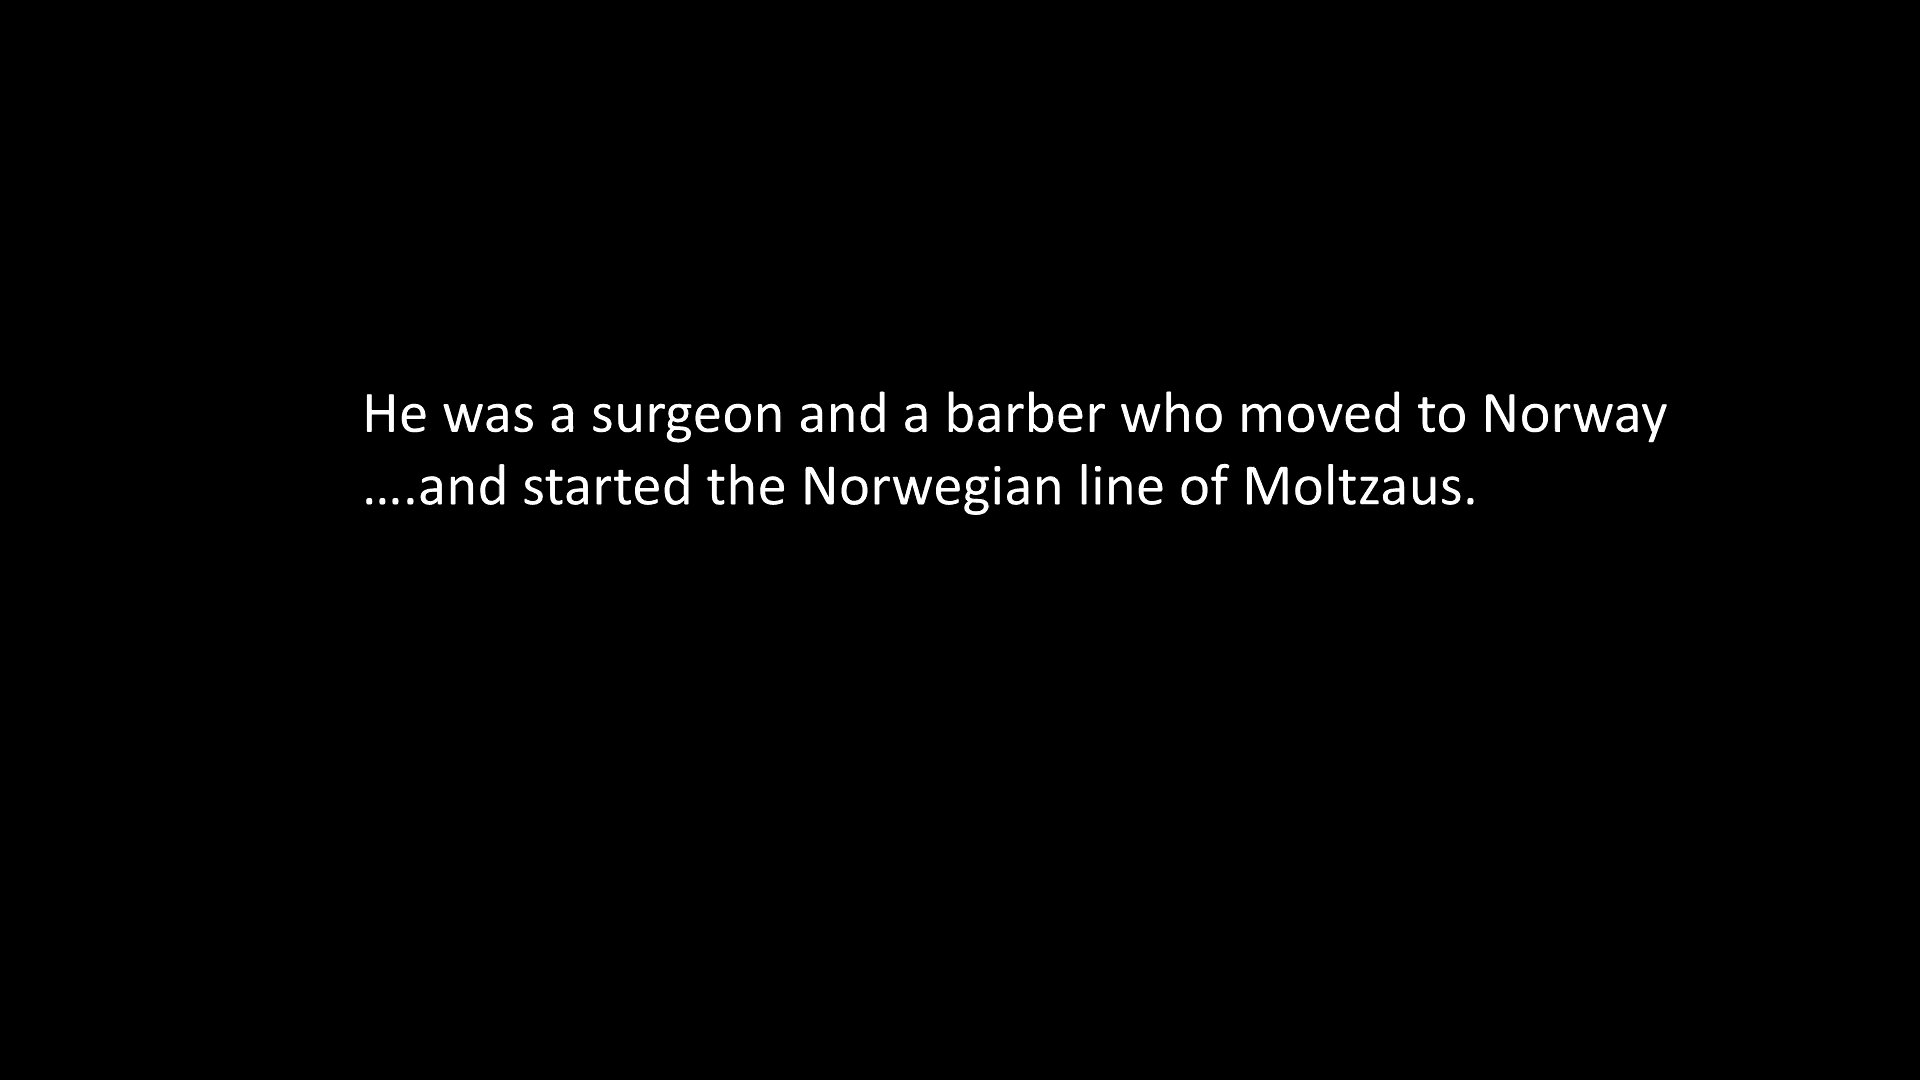 He was a surgeon and a barber who moved to Norway
....and started the Norwegian line of Moltzaus.